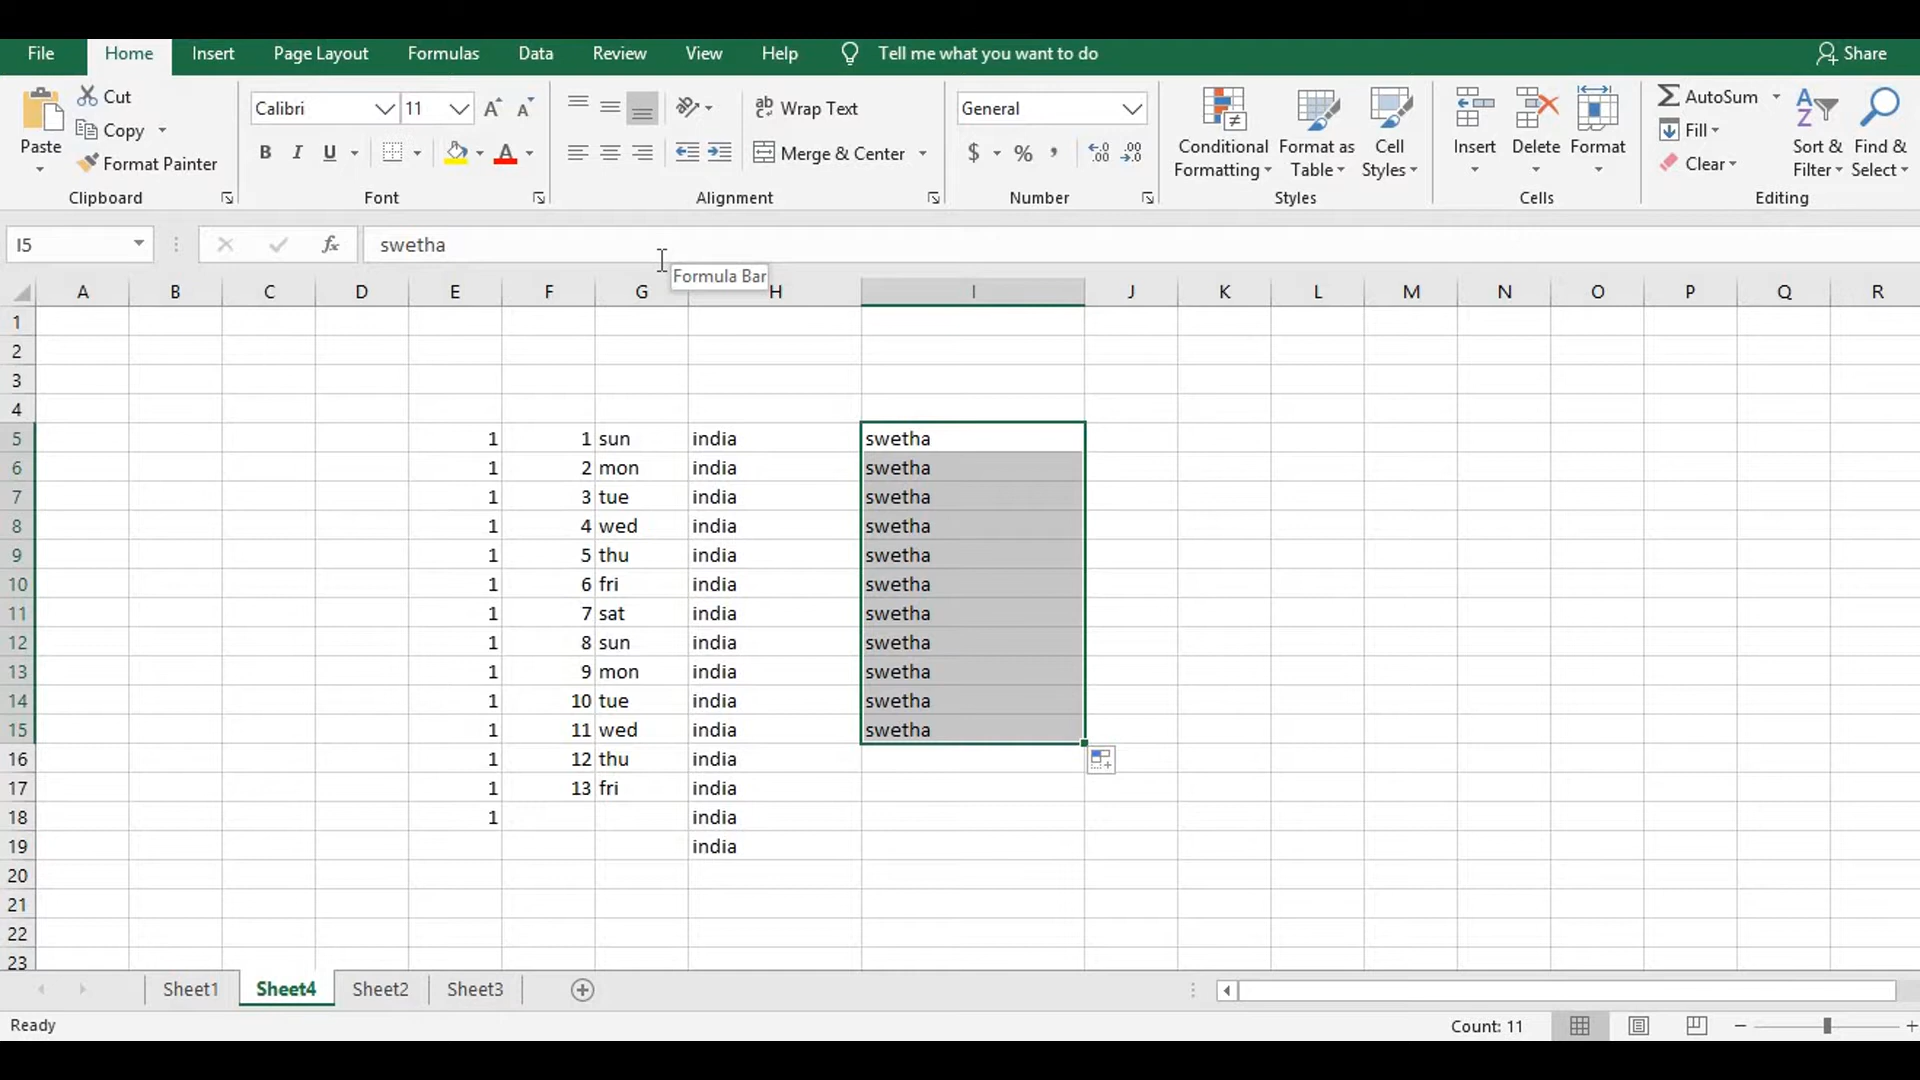 File Home Insert Page Layout Formulas Data Review View Help Tell me what you want to do Share
Paste Cut Copy Format Painter Clipboard
Calibri 11 A A B I U A Font
ab Wrap Text Merge & Center Alignment
General $ % , .00 .0 Number
Conditional Formatting Format as Table Cell Styles Styles
Insert Delete Format Cells
AutoSum Fill Clear Sort & Filter Find & Select Editing
I5 fx swetha
Formula Bar
A B C D E F G H I J K L M N O P Q R
1
2
3
4
5 1 1 sun india swetha
6 1 2 mon india swetha
7 1 3 tue india swetha
8 1 4 wed india swetha
9 1 5 thu india swetha
10 1 6 fri india swetha
11 1 7 sat india swetha
12 1 8 sun india swetha
13 1 9 mon india swetha
14 1 10 tue india swetha
15 1 11 wed india swetha
16 1 12 thu india
17 1 13 fri india
18 1 india
19 india
20
21
22
23
Sheet1 Sheet4 Sheet2 Sheet3
Ready Count: 11